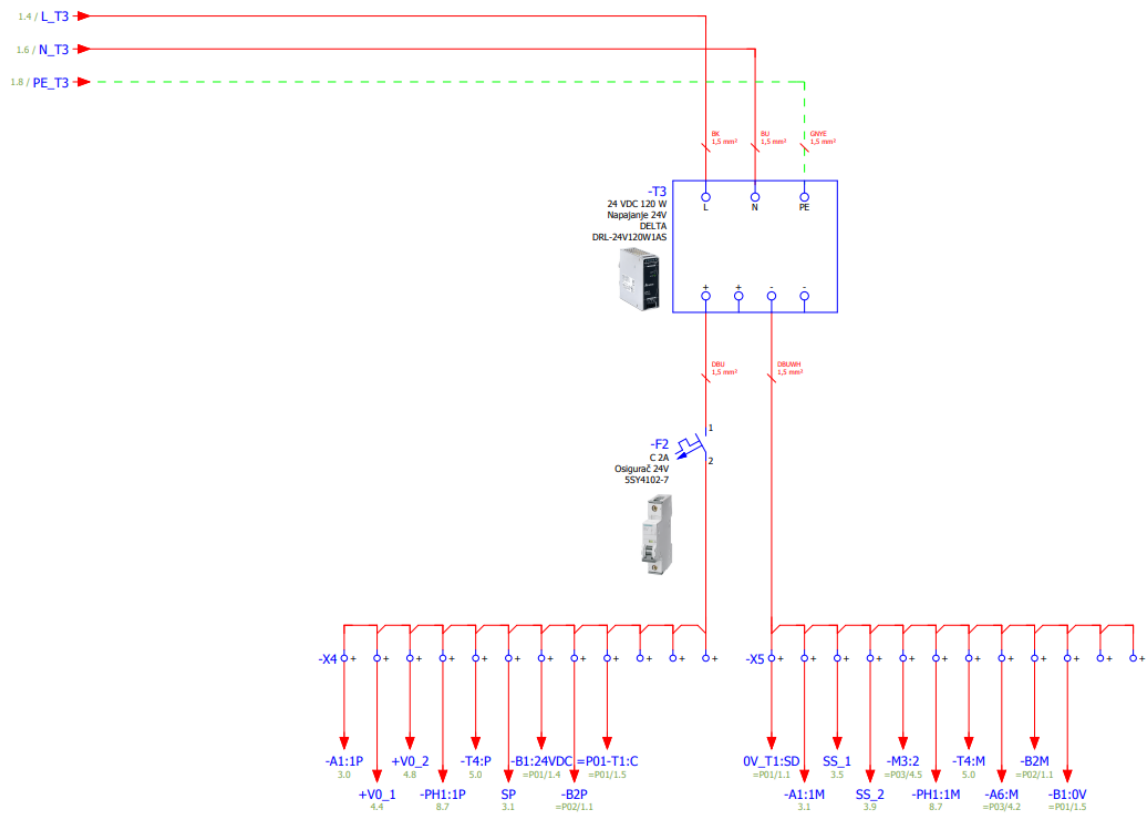 1.4 / L_T3
1.6 / N_T3
1.8 / PE_T3
BK
1,5 mm²
BU
1,5 mm²
GNYE
1,5 mm²
-T3
24 VDC 120 W
Napajanje 24V
DELTA
DRL-24V120W1AS
L N PE
+ + - -
DBU
1,5 mm²
DBUWH
1,5 mm²
-F2
C 2A
Osigurač 24V
5SY4102-7
1
2
-X4 + + + + + + + + + + + +
-X5 + + + + + + + + + + + +
-A1:1P +V0_2 -T4:P -B1:24VDC =P01-T1:C
3.0 4.8 5.0 =P01/1.4 =P01/1.5
+V0_1 -PH1:1P SP -B2P
4.4 8.7 3.1 =P02/1.1
0V_T1:SD SS_1 -M3:2 -T4:M -B2M
=P01/1.1 3.5 =P03/4.5 5.0 =P02/1.1
-A1:1M SS_2 -PH1:1M -A6:M -B1:0V
3.1 3.9 8.7 =P03/4.2 =P01/1.5